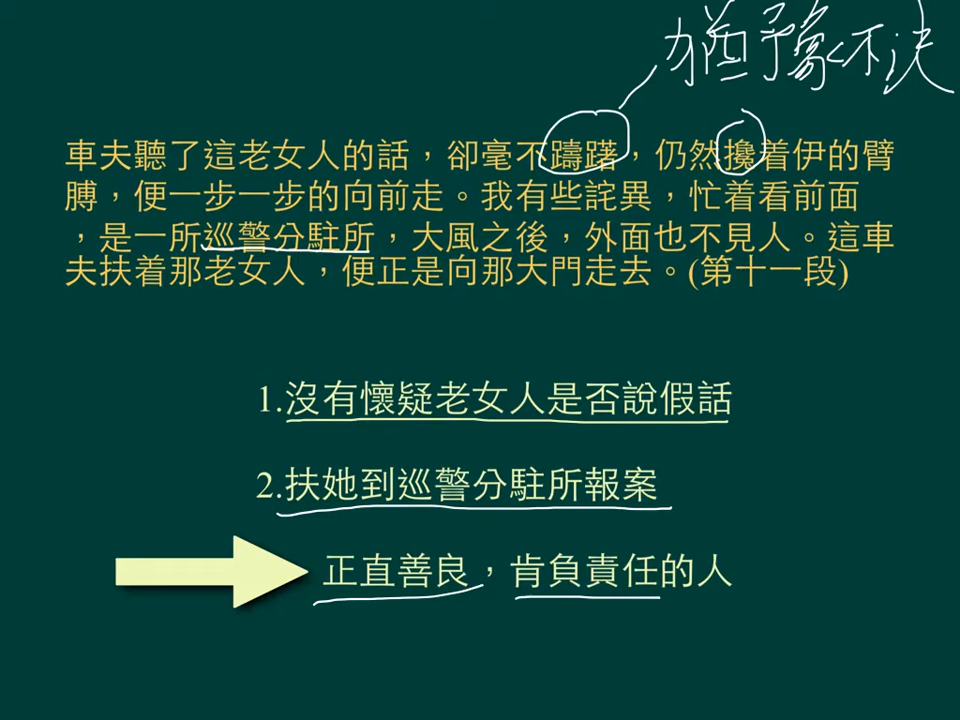 猶予豫不决
車夫聽了這老女人的話，卻毫不躊躇，仍然攙着伊的臂
膊，便一步一步的向前走。我有些詫異，忙着看前面
，是一所巡警分駐所，大風之後，外面也不見人。這車
夫扶着那老女人，便正是向那大門走去。(第十一段)
1.沒有懷疑老女人是否說假話
2.扶她到巡警分駐所報案
正直善良，肯負責任的人